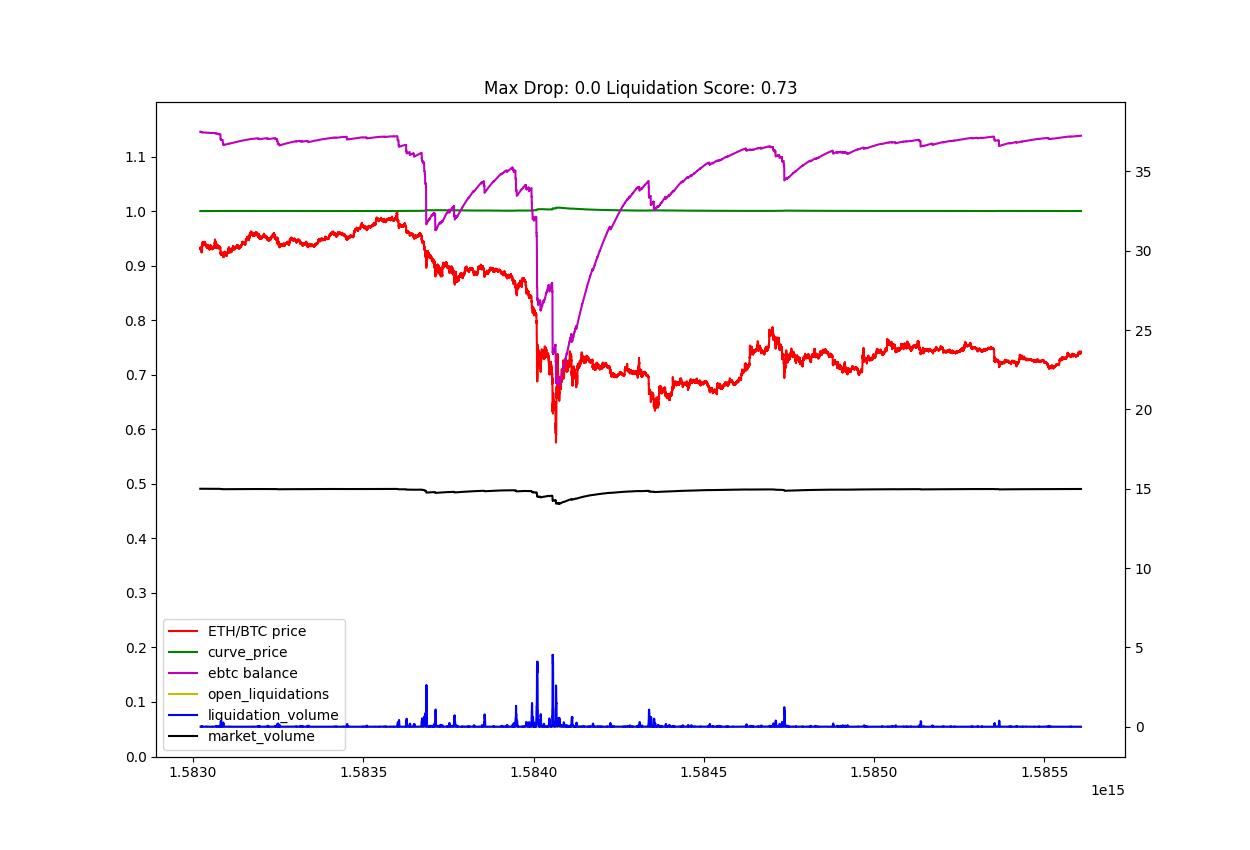 Max Drop: 0.0 Liquidation Score: 0.73
1.1
1.0
0.9
0.8
0.7
0.6
0.5
0.4
0.3
0.2
0.1
0.0
35
30
25
20
15
10
5
0
ETH/BTC price
curve_price
ebtc balance
open_liquidations
liquidation_volume
market_volume
1.5830 1.5835 1.5840 1.5845 1.5850 1.5855
1e15